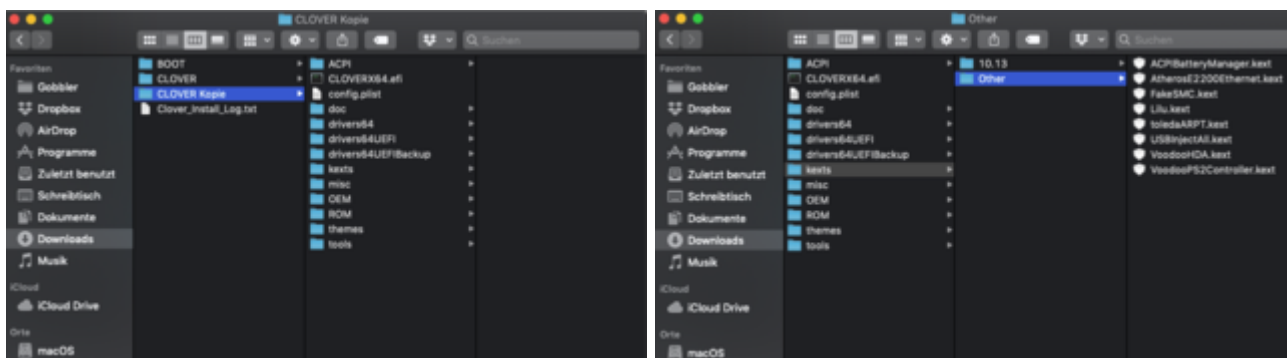 CLOVER Kopie
Suchen
Favoriten
Gobbler
Dropbox
AirDrop
Programme
Zuletzt benutzt
Schreibtisch
Dokumente
Downloads
Musik
iCloud
iCloud Drive
Orte
macOS
BOOT
CLOVER
CLOVER Kopie
Clover_Install_Log.txt
ACPI
CLOVERX64.efi
config.plist
doc
drivers64
drivers64UEFI
drivers64UEFIBackup
kexts
misc
OEM
ROM
themes
tools
Other
Suchen
Favoriten
Gobbler
Dropbox
AirDrop
Programme
Zuletzt benutzt
Schreibtisch
Dokumente
Downloads
Musik
iCloud
iCloud Drive
Orte
macOS
ACPI
CLOVERX64.efi
config.plist
doc
drivers64
drivers64UEFI
drivers64UEFIBackup
kexts
misc
OEM
ROM
themes
tools
10.13
Other
ACPIBatteryManager.kext
AtherosE2200Ethernet.kext
FakeSMC.kext
Lilu.kext
toledaARPT.kext
USBInjectAll.kext
VoodooHDA.kext
VoodooPS2Controller.kext